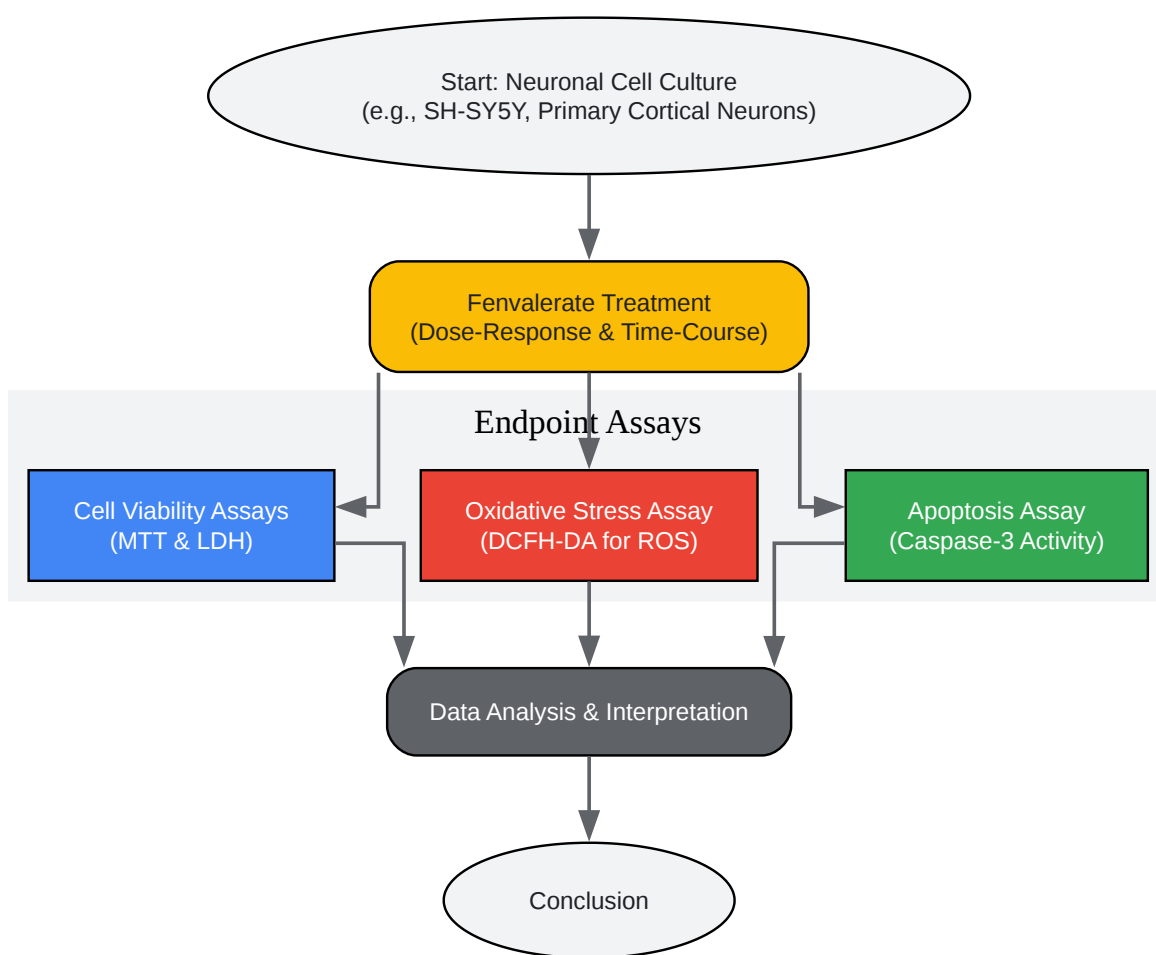 Start: Neuronal Cell Culture
(e.g., SH-SY5Y, Primary Cortical Neurons)
Fenvalerate Treatment
(Dose-Response & Time-Course)
Endpoint Assays
Cell Viability Assays
(MTT & LDH)
Oxidative Stress Assay
(DCFH-DA for ROS)
Apoptosis Assay
(Caspase-3 Activity)
Data Analysis & Interpretation
Conclusion